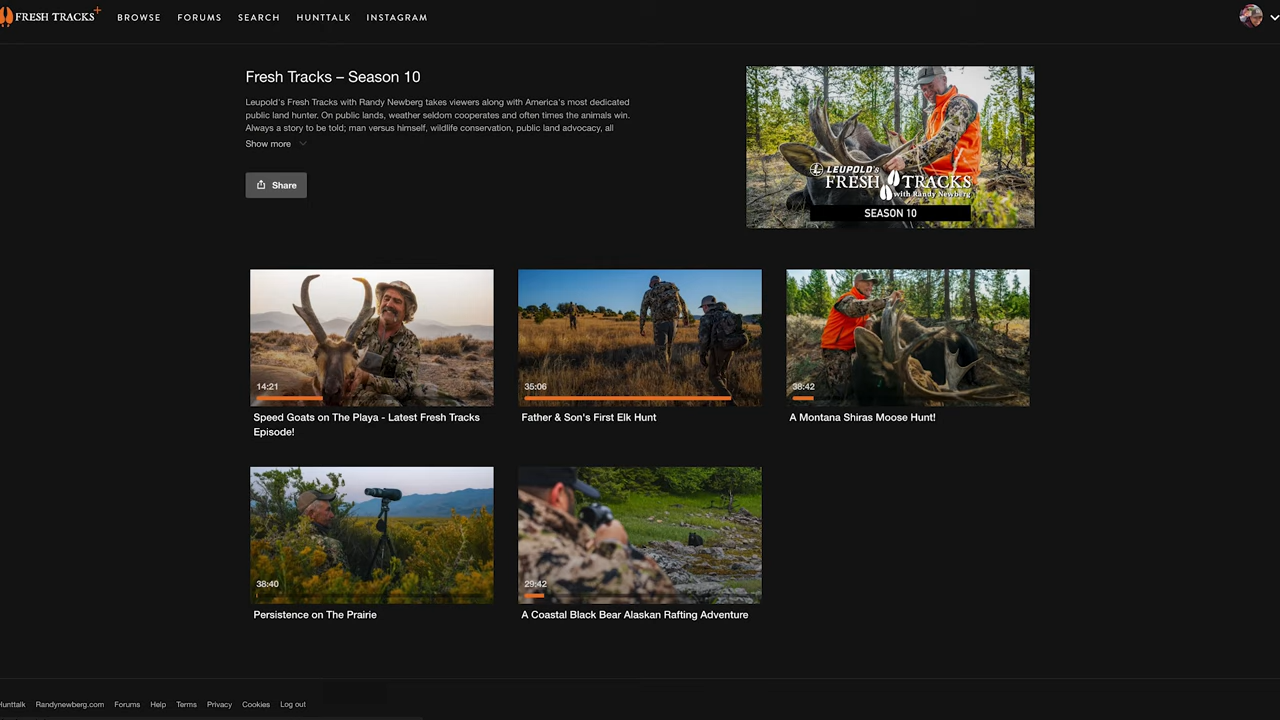 FRESH TRACKS+
BROWSE
FORUMS
SEARCH
HUNTTALK
INSTAGRAM
Fresh Tracks – Season 10
Leupold's Fresh Tracks with Randy Newberg takes viewers along with America's most dedicated
public land hunter. On public lands, weather seldom cooperates and often times the animals win.
Always a story to be told; man versus himself, wildlife conservation, public land advocacy, all
Show more
Share
LEUPOLD's
FRESH TRACKS
with Randy Newberg
SEASON 10
14:21
Speed Goats on The Playa - Latest Fresh Tracks
Episode!
35:06
Father & Son's First Elk Hunt
38:42
A Montana Shiras Moose Hunt!
38:40
Persistence on The Prairie
29:42
A Coastal Black Bear Alaskan Rafting Adventure
Hunttalk
Randynewberg.com
Forums
Help
Terms
Privacy
Cookies
Log out